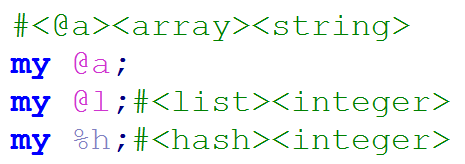 #<@a><array><string>
my @a;
my @l;#<list><integer>
my %h;#<hash><integer>